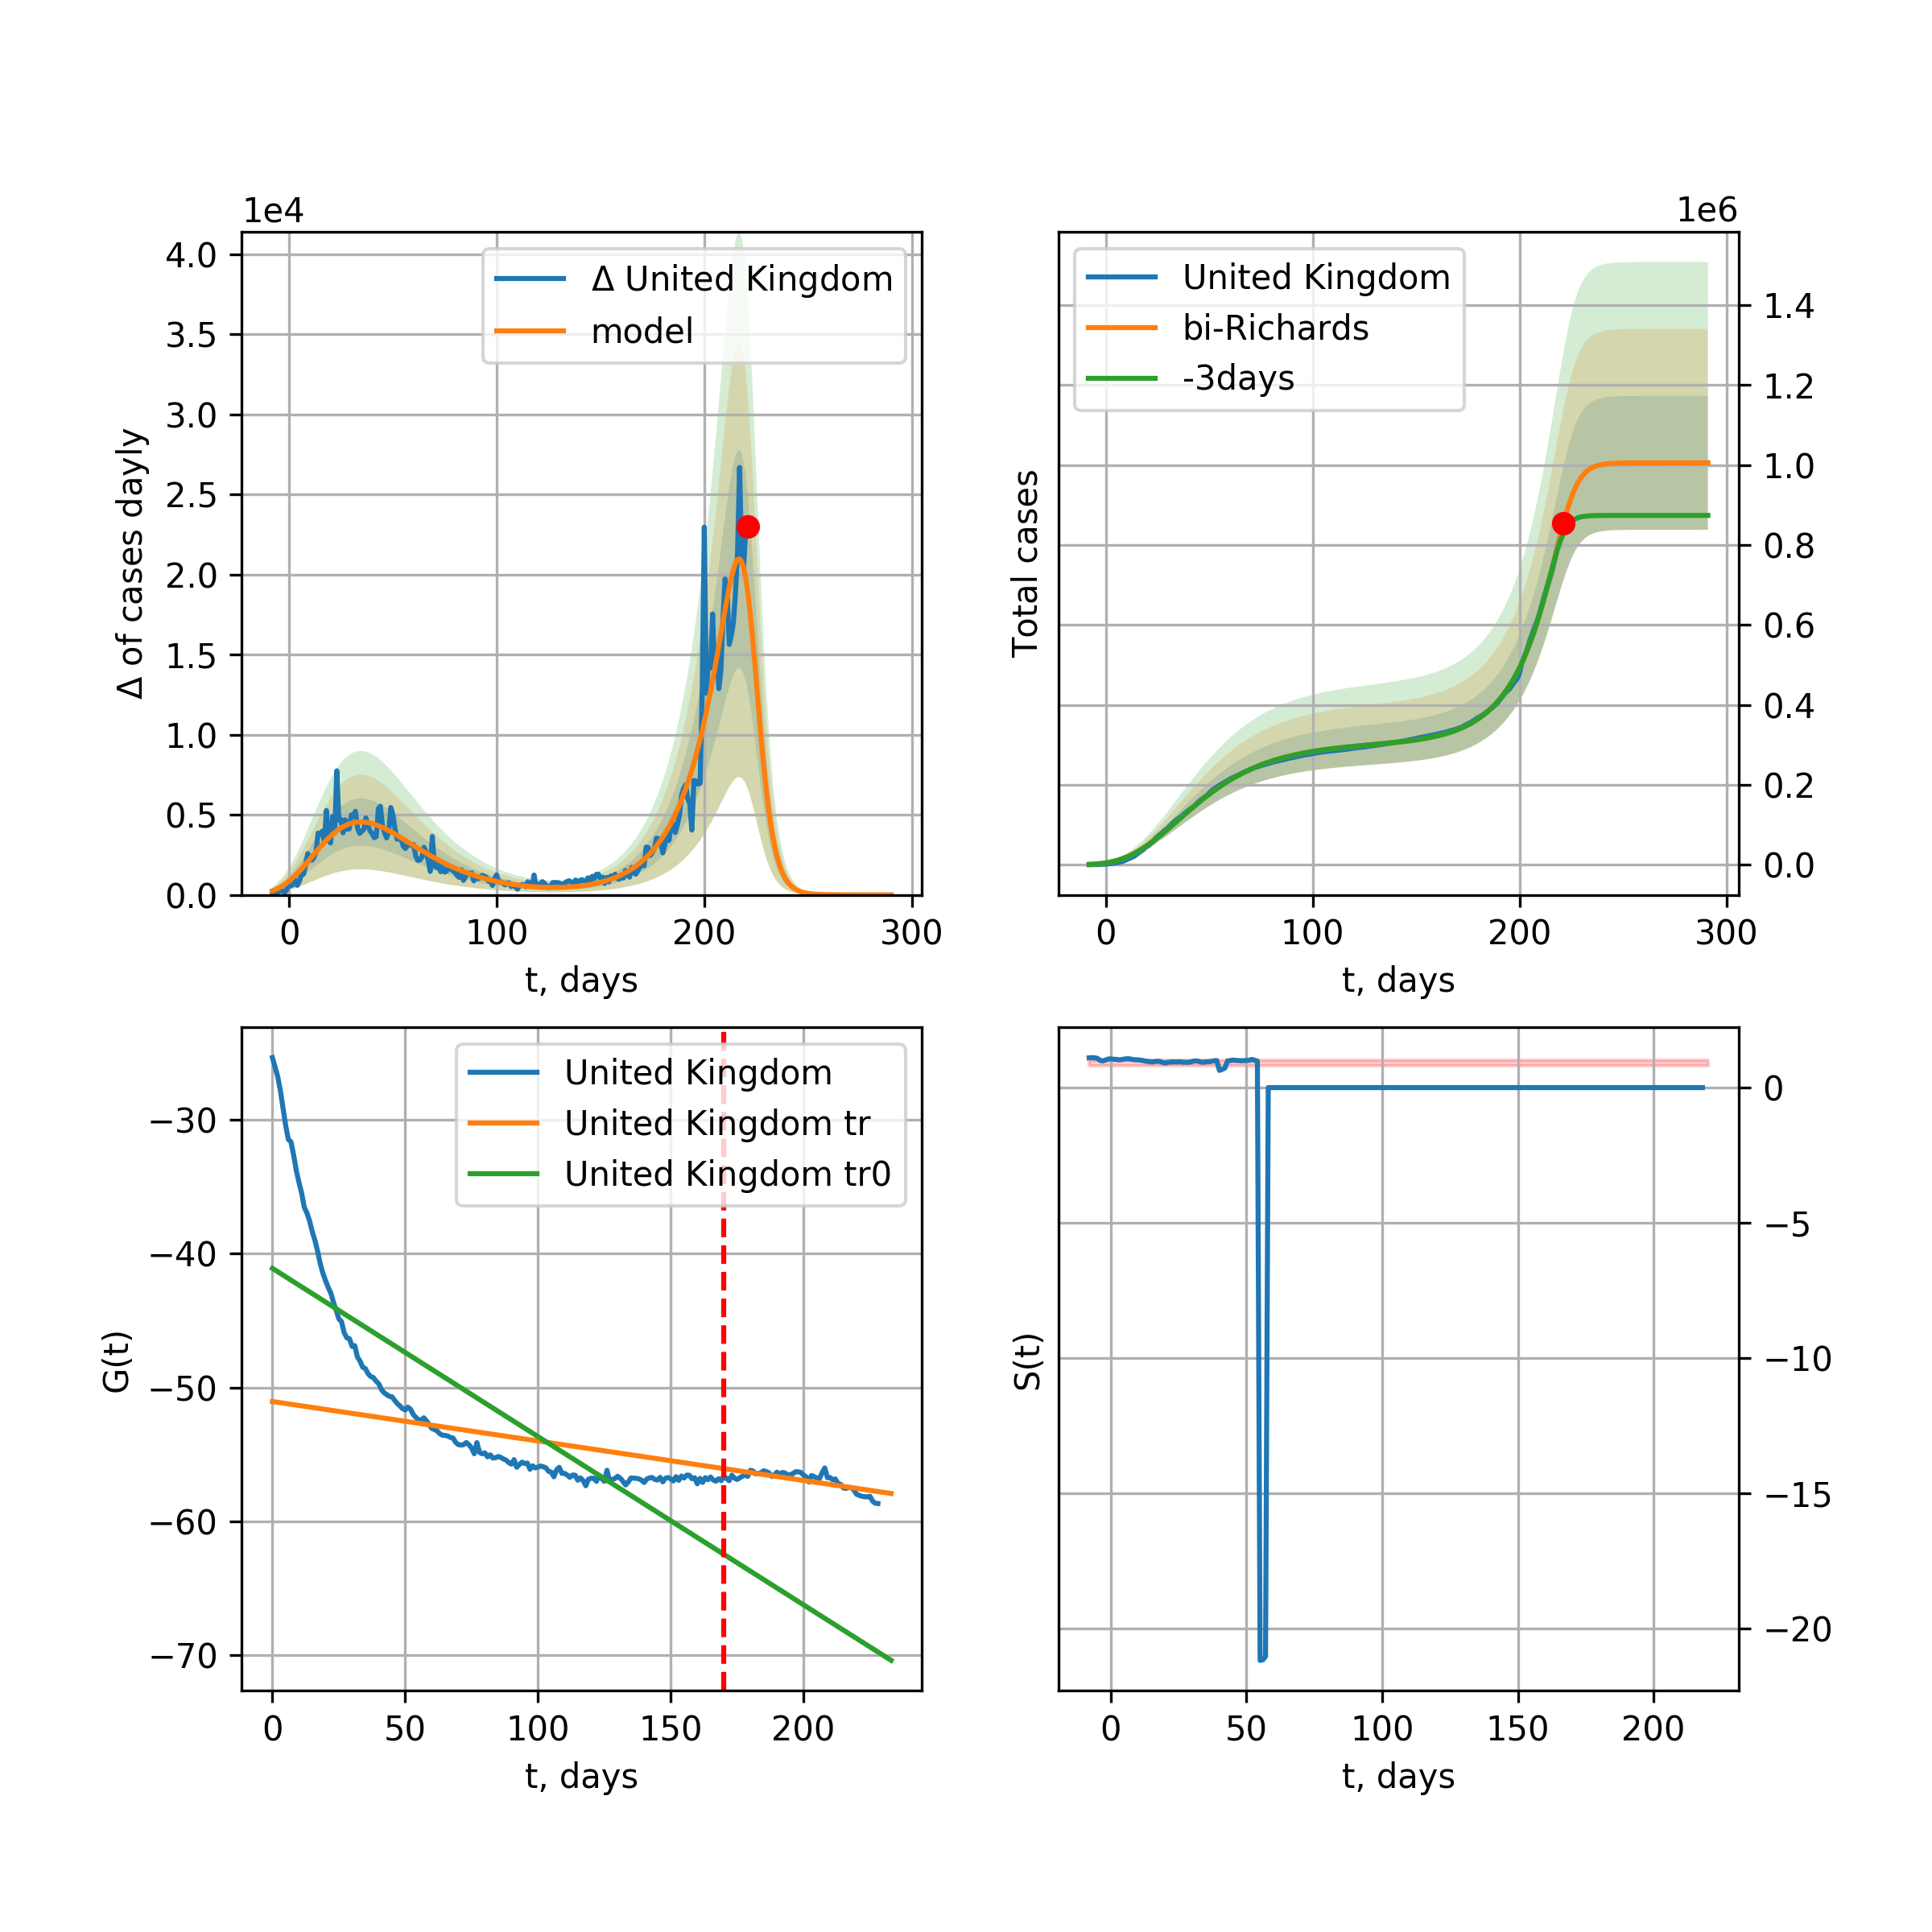 1e4
4.0
3.5
3.0
2.5
2.0
1.5
1.0
0.5
0.0
Δ of cases dayly
Δ United Kingdom
model
0 100 200 300
t, days
1e6
Total cases
United Kingdom
bi-Richards
-3days
1.4
1.2
1.0
0.8
0.6
0.4
0.2
0.0
0 100 200 300
t, days
G(t)
−30
−40
−50
−60
−70
United Kingdom
United Kingdom tr
United Kingdom tr0
0 50 100 150 200
t, days
S(t)
0
−5
−10
−15
−20
0 50 100 150 200
t, days